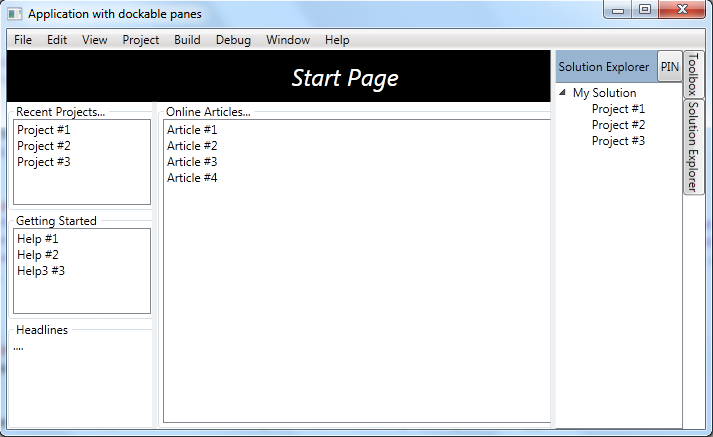 Application with dockable panes
File Edit View Project Build Debug Window Help
Start Page
Recent Projects...
Project #1
Project #2
Project #3
Getting Started
Help #1
Help #2
Help3 #3
Headlines
....
Online Articles...
Article #1
Article #2
Article #3
Article #4
Solution Explorer PIN
My Solution
Project #1
Project #2
Project #3
Toolbox
Solution Explorer